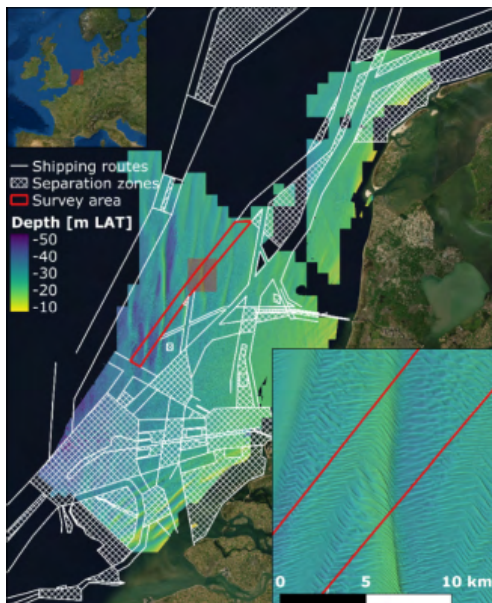 Shipping routes
Separation zones
Survey area
Depth [m LAT]
-50
-40
-30
-20
-10
0 5 10 km